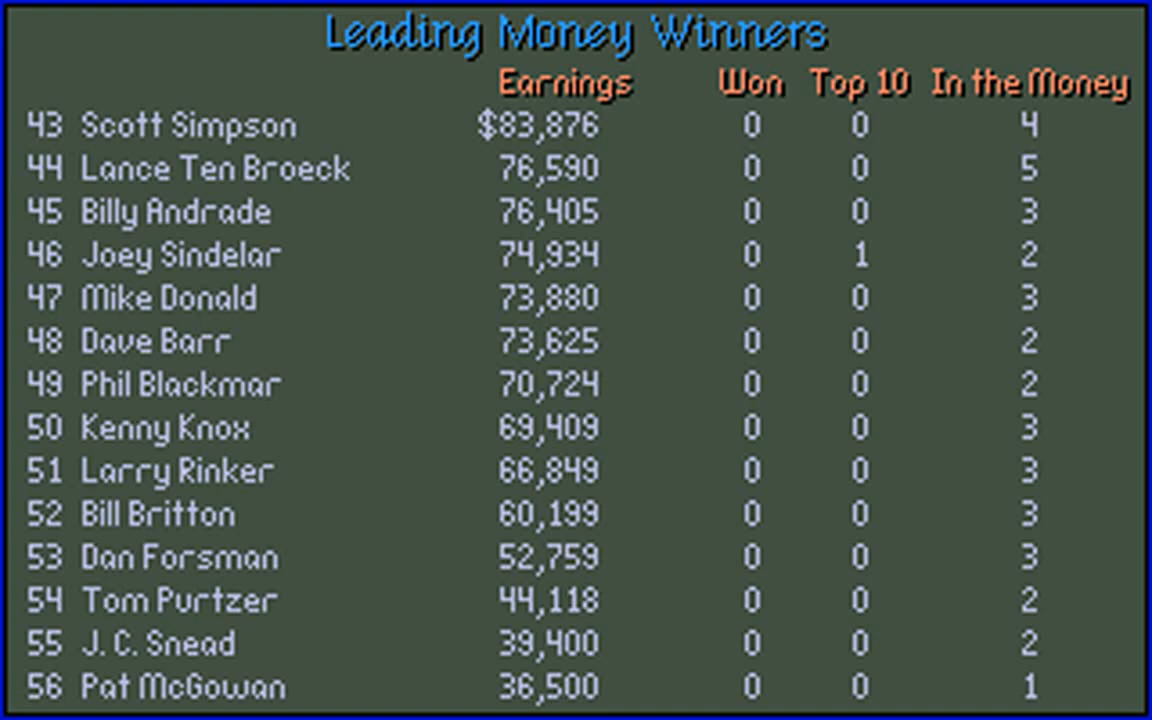 Leading Money Winners
Earnings Won Top 10 In the Money
43 Scott Simpson $83,876 0 0 4
44 Lance Ten Broeck 76,590 0 0 5
45 Billy Andrade 76,405 0 0 3
46 Joey Sindelar 74,934 0 1 2
47 Mike Donald 73,880 0 0 3
48 Dave Barr 73,625 0 0 2
49 Phil Blackmar 70,724 0 0 2
50 Kenny Knox 69,409 0 0 3
51 Larry Rinker 66,849 0 0 3
52 Bill Britton 60,199 0 0 3
53 Dan Forsman 52,759 0 0 3
54 Tom Purtzer 44,118 0 0 2
55 J. C. Snead 39,400 0 0 2
56 Pat McGowan 36,500 0 0 1